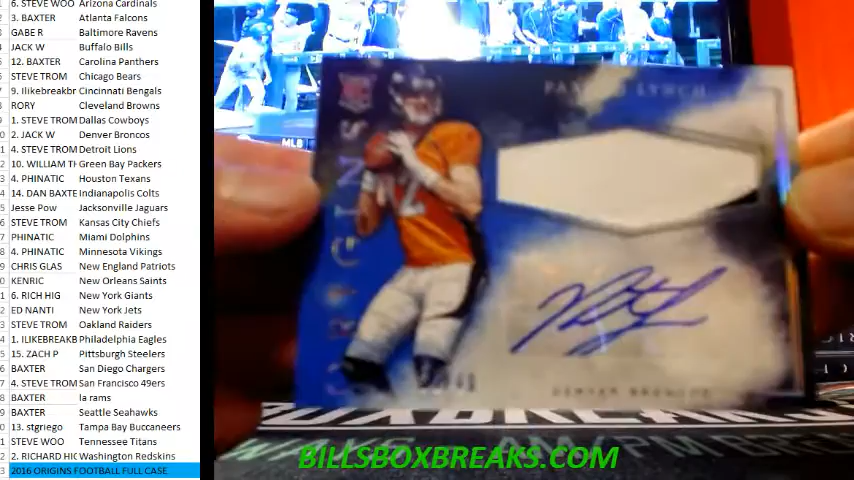 6. STEVE WOO Arizona Cardinals
3. BAXTER Atlanta Falcons
GABE R Baltimore Ravens
JACK W Buffalo Bills
12. BAXTER Carolina Panthers
STEVE TROM Chicago Bears
9. Ilikebreakbr Cincinnati Bengals
RORY Cleveland Browns
1. STEVE TROM Dallas Cowboys
2. JACK W Denver Broncos
4. STEVE TROM Detroit Lions
10. WILLIAM TH Green Bay Packers
4. PHINATIC Houston Texans
14. DAN BAXTE Indianapolis Colts
Jesse Pow Jacksonville Jaguars
STEVE TROM Kansas City Chiefs
PHINATIC Miami Dolphins
4. PHINATIC Minnesota Vikings
CHRIS GLAS New England Patriots
KENRIC New Orleans Saints
6. RICH HIG New York Giants
ED NANTI New York Jets
STEVE TROM Oakland Raiders
1. ILIKEBREAKB Philadelphia Eagles
15. ZACH P Pittsburgh Steelers
BAXTER San Diego Chargers
4. STEVE TROM San Francisco 49ers
BAXTER la rams
BAXTER Seattle Seahawks
13. stgriego Tampa Bay Buccaneers
STEVE WOO Tennessee Titans
2. RICHARD HIG Washington Redskins
2016 ORIGINS FOOTBALL FULL CASE
MLB
PAXTON LYNCH
RC
ORIGINS
12
DENVER BRONCOS
BOXBREAKS
BILLSBOXBREAKS.COM